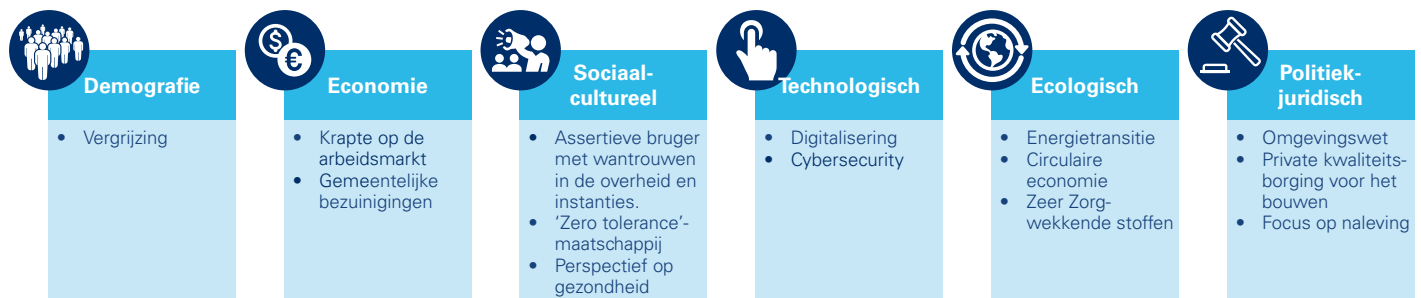 Demografie
• Vergrijzing
Economie
• Krapte op de
arbeidsmarkt
• Gemeentelijke
bezuinigingen
Sociaal-
cultureel
• Assertieve bruger
met wantrouwen
in de overheid en
instanties.
• ‘Zero tolerance’-
maatschappij
• Perspectief op
gezondheid
Technologisch
• Digitalisering
• Cybersecurity
Ecologisch
• Energietransitie
• Circulaire
economie
• Zeer Zorg-
wekkende stoffen
Politiek-
juridisch
• Omgevingswet
• Private kwaliteits-
borging voor het
bouwen
• Focus op naleving